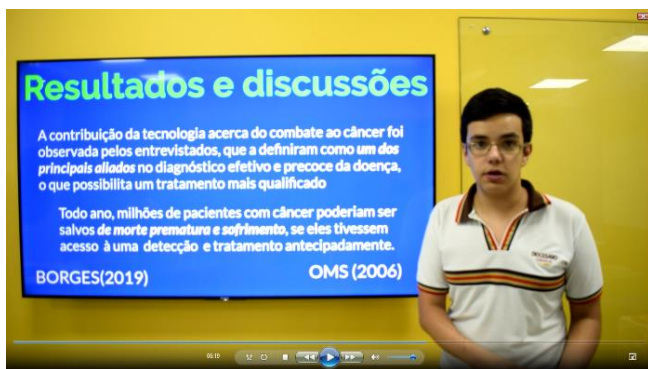 Resultados e discussões
A contribuição da tecnologia acerca do combate ao câncer foi
observada pelos entrevistados, que a definiram como um dos
principais aliados no diagnóstico efetivo e precoce da doença,
o que possibilita um tratamento mais qualificado
Todo ano, milhões de pacientes com câncer poderiam ser
salvos de morte prematura e sofrimento, se eles tivessem
acesso à uma detecção e tratamento antecipadamente.
BORGES(2019)
OMS (2006)
DIOCESANO
05:19